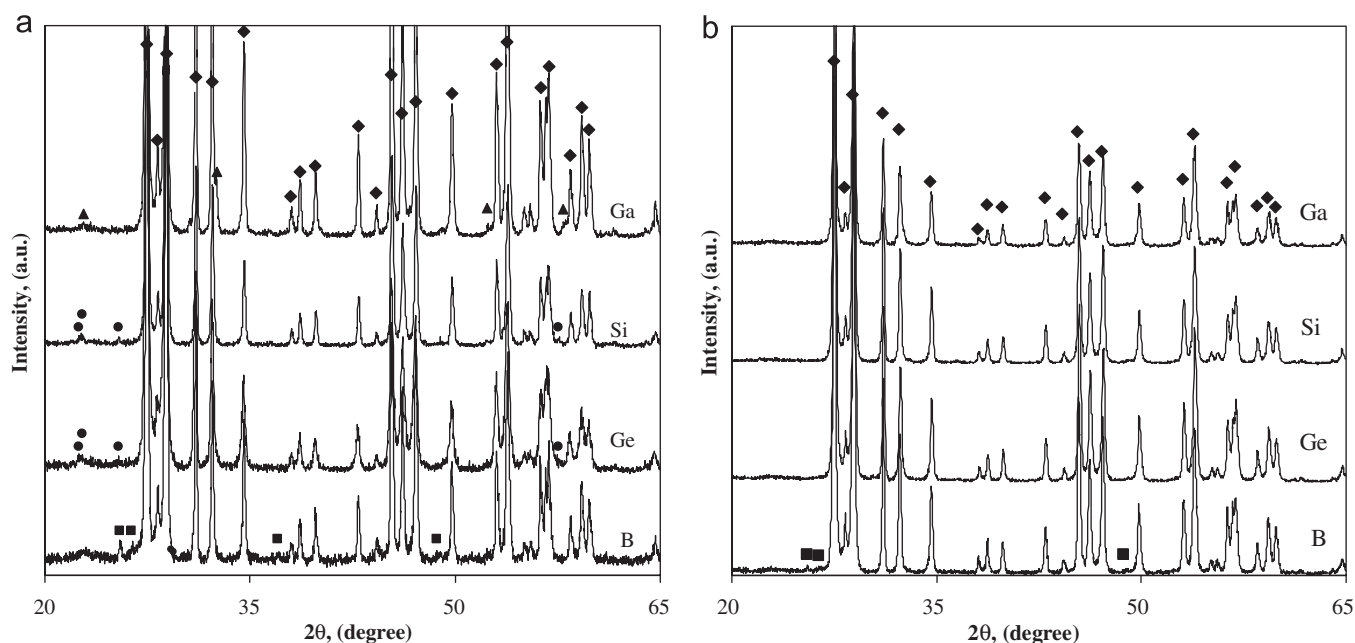 a
Intensity, (a.u.)
Ga
Si
Ge
B
20 35 50 65
2θ, (degree)
b
Intensity, (a.u.)
Ga
Si
Ge
B
20 35 50 65
2θ, (degree)